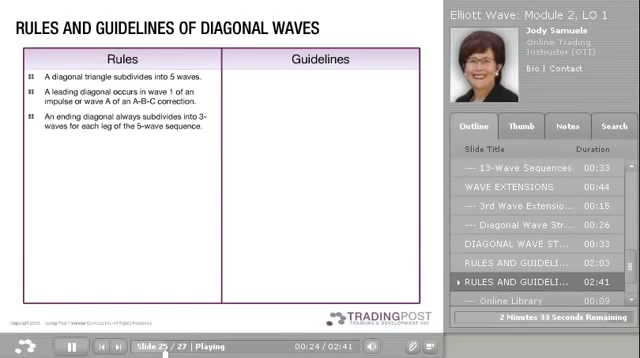 RULES AND GUIDELINES OF DIAGONAL WAVES
Rules
Guidelines
A diagonal triangle subdivides into 5 waves.
A leading diagonal occurs in wave 1 of an
impulse or wave A of an A-B-C correction.
An ending diagonal always subdivides into 3-
waves for each leg of the 5-wave sequence.
TRADINGPOST
TRAINING & DEVELOPMENT INC
Slide 25 / 27 | Playing
00:24 / 02:41
Elliott Wave: Module 2, LO 1
Jody Samuels
Online Trading
Instructor (OTI)
Bio | Contact
Outline
Thumb
Notes
Search
Slide Title
Duration
--- 13-Wave Sequences 00:33
WAVE EXTENSIONS 00:44
--- 3rd Wave Extensio... 00:15
--- Diagonal Wave St... 00:26
DIAGONAL WAVE ST... 00:33
RULES AND GUIDELI... 02:03
RULES AND GUIDELI... 02:41
--- Online Library 00:09
2 Minutes 33 Seconds Remaining